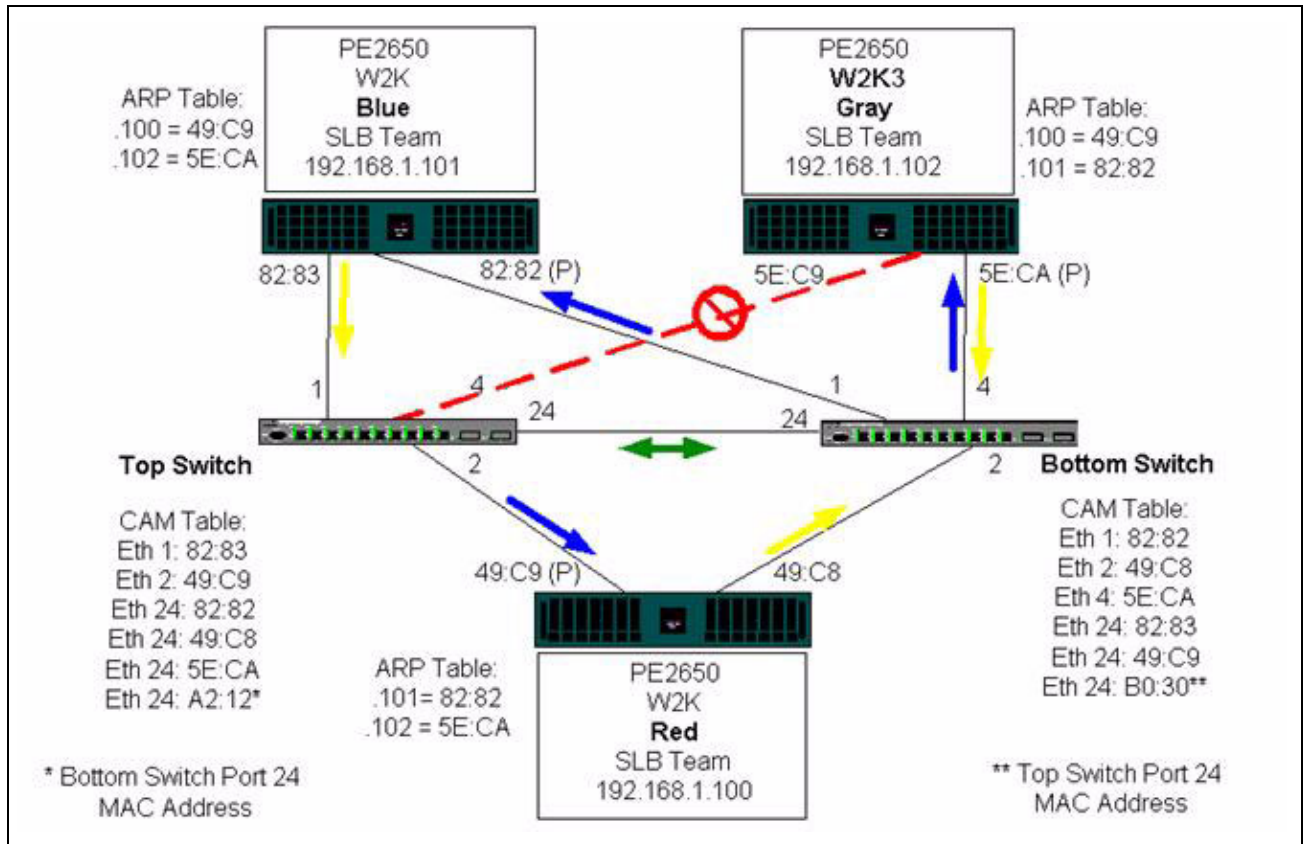 PE2650
W2K
Blue
SLB Team
192.168.1.101
ARP Table:
.100 = 49:C9
.102 = 5E:CA
PE2650
W2K3
Gray
SLB Team
192.168.1.102
ARP Table:
.100 = 49:C9
.101 = 82:82
82:83
82:82 (P)
5E:C9
5E:CA (P)
1
4
24
2
1
4
24
2
Top Switch
CAM Table:
Eth 1: 82:83
Eth 2: 49:C9
Eth 24: 82:82
Eth 24: 49:C8
Eth 24: 5E:CA
Eth 24: A2:12*
* Bottom Switch Port 24
MAC Address
Bottom Switch
CAM Table:
Eth 1: 82:82
Eth 2: 49:C8
Eth 4: 5E:CA
Eth 24: 82:83
Eth 24: 49:C9
Eth 24: B0:30**
** Top Switch Port 24
MAC Address
49:C9 (P)
49:C8
ARP Table:
.101= 82:82
.102 = 5E:CA
PE2650
W2K
Red
SLB Team
192.168.1.100